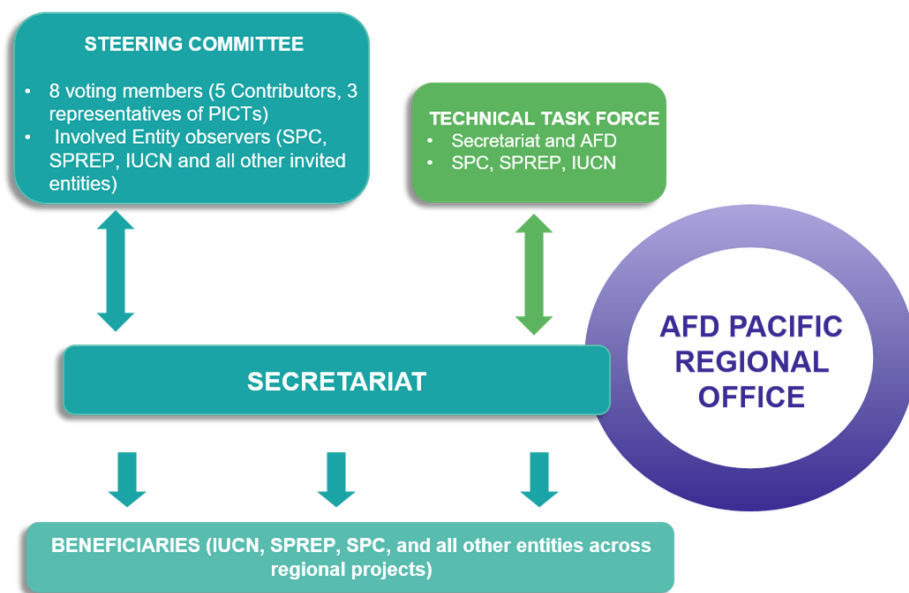 STEERING COMMITTEE
• 8 voting members (5 Contributors, 3
representatives of PICTs)
• Involved Entity observers (SPC,
SPREP, IUCN and all other invited
entities)
TECHNICAL TASK FORCE
• Secretariat and AFD
• SPC, SPREP, IUCN
AFD PACIFIC
REGIONAL
OFFICE
SECRETARIAT
BENEFICIARIES (IUCN, SPREP, SPC, and all other entities across
regional projects)